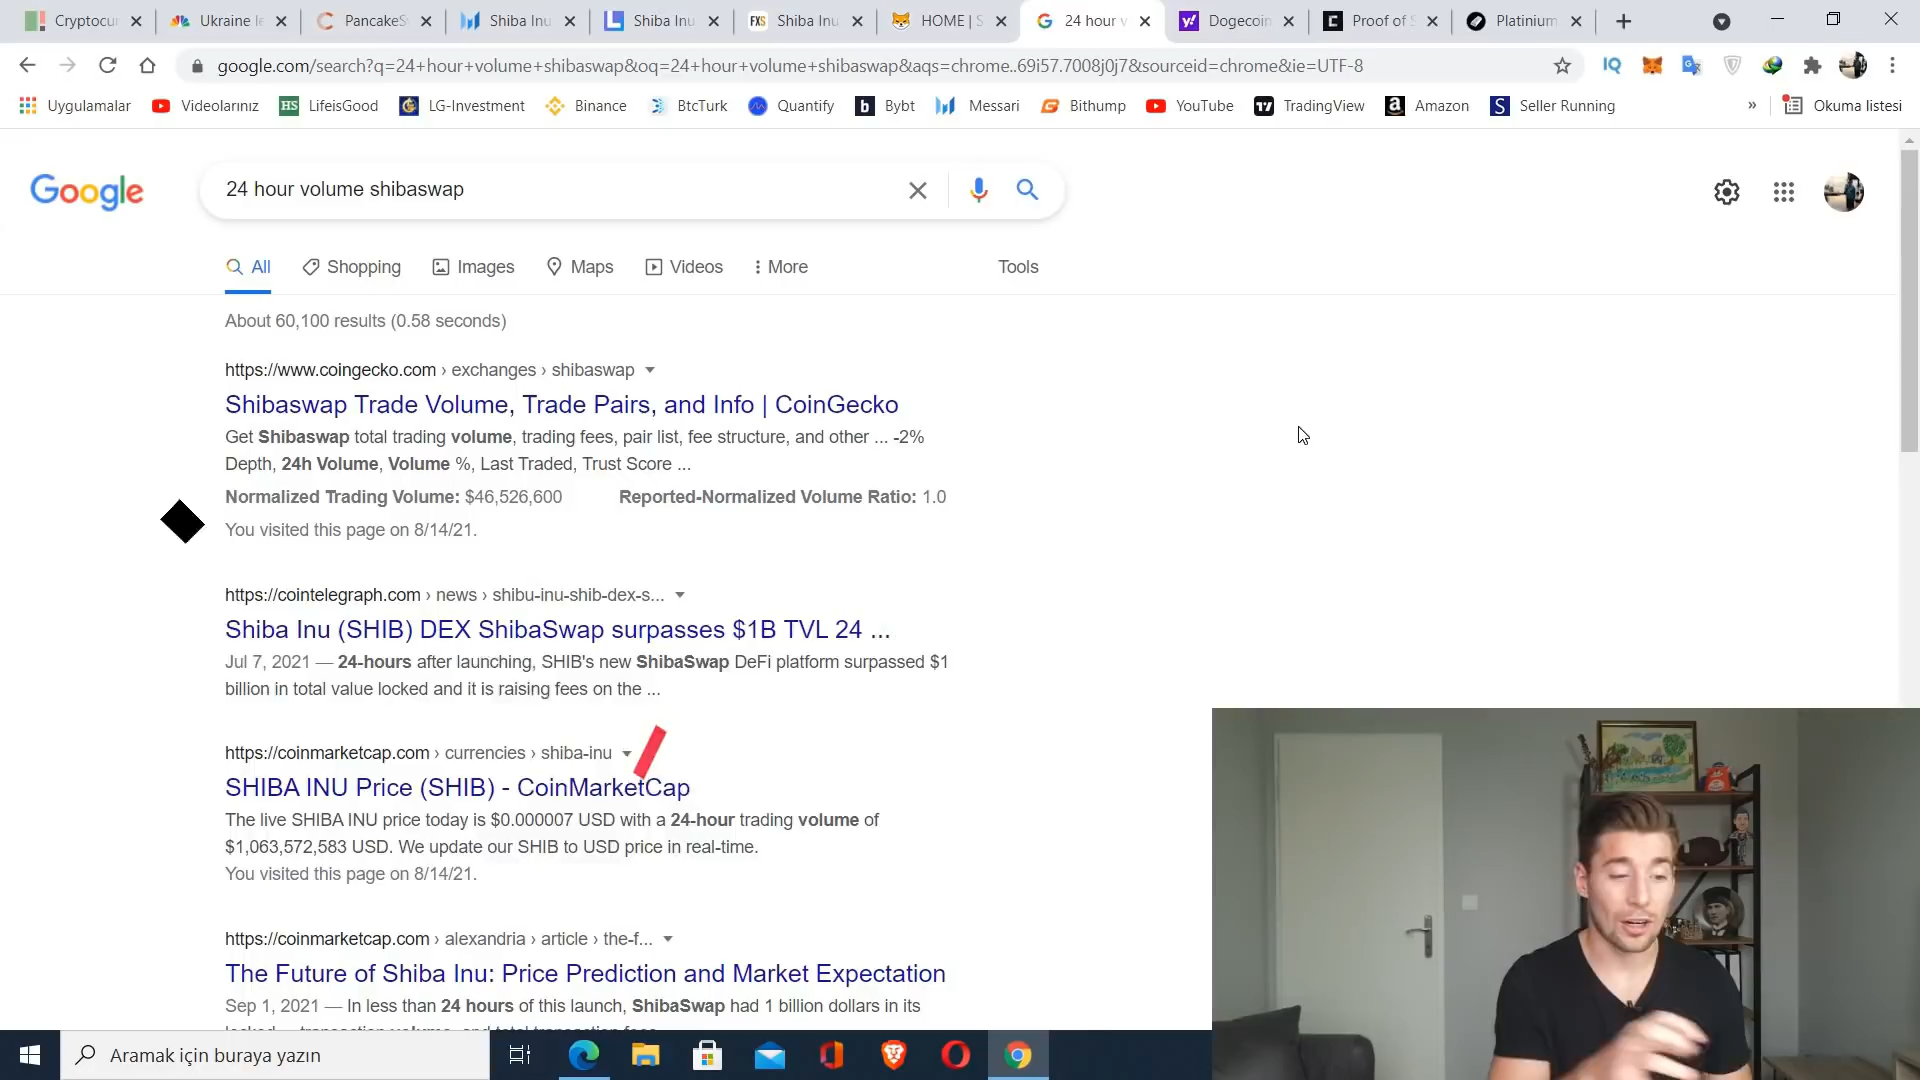 Cryptocur
Ukraine le
PancakeS
Shiba Inu
Shiba Inu
FXS
Shiba Inu
HOME | S
24 hour v
Dogecoin
Proof of S
Platinium
google.com/search?q=24+hour+volume+shibaswap&oq=24+hour+volume+shibaswap&aqs=chrome..69i57.7008j0j7&sourceid=chrome&ie=UTF-8
IQ
Uygulamalar
Videolarınız
HS LifeisGood
LG-Investment
Binance
BtcTurk
Quantify
b Bybt
Messari
Bithump
YouTube
TradingView
a Amazon
S Seller Running
»
Okuma listesi
Google
24 hour volume shibaswap
All
Shopping
Images
Maps
Videos
More
Tools
About 60,100 results (0.58 seconds)
https://www.coingecko.com › exchanges › shibaswap
Shibaswap Trade Volume, Trade Pairs, and Info | CoinGecko
Get Shibaswap total trading volume, trading fees, pair list, fee structure, and other ... -2%
Depth, 24h Volume, Volume %, Last Traded, Trust Score ...
Normalized Trading Volume: $46,526,600 Reported-Normalized Volume Ratio: 1.0
You visited this page on 8/14/21.
https://cointelegraph.com › news › shibu-inu-shib-dex-s...
Shiba Inu (SHIB) DEX ShibaSwap surpasses $1B TVL 24 ...
Jul 7, 2021 — 24-hours after launching, SHIB's new ShibaSwap DeFi platform surpassed $1
billion in total value locked and it is raising fees on the ...
https://coinmarketcap.com › currencies › shiba-inu
SHIBA INU Price (SHIB) - CoinMarketCap
The live SHIBA INU price today is $0.000007 USD with a 24-hour trading volume of
$1,063,572,583 USD. We update our SHIB to USD price in real-time.
You visited this page on 8/14/21.
https://coinmarketcap.com › alexandria › article › the-f...
The Future of Shiba Inu: Price Prediction and Market Expectation
Sep 1, 2021 — In less than 24 hours of this launch, ShibaSwap had 1 billion dollars in its
Aramak için buraya yazın